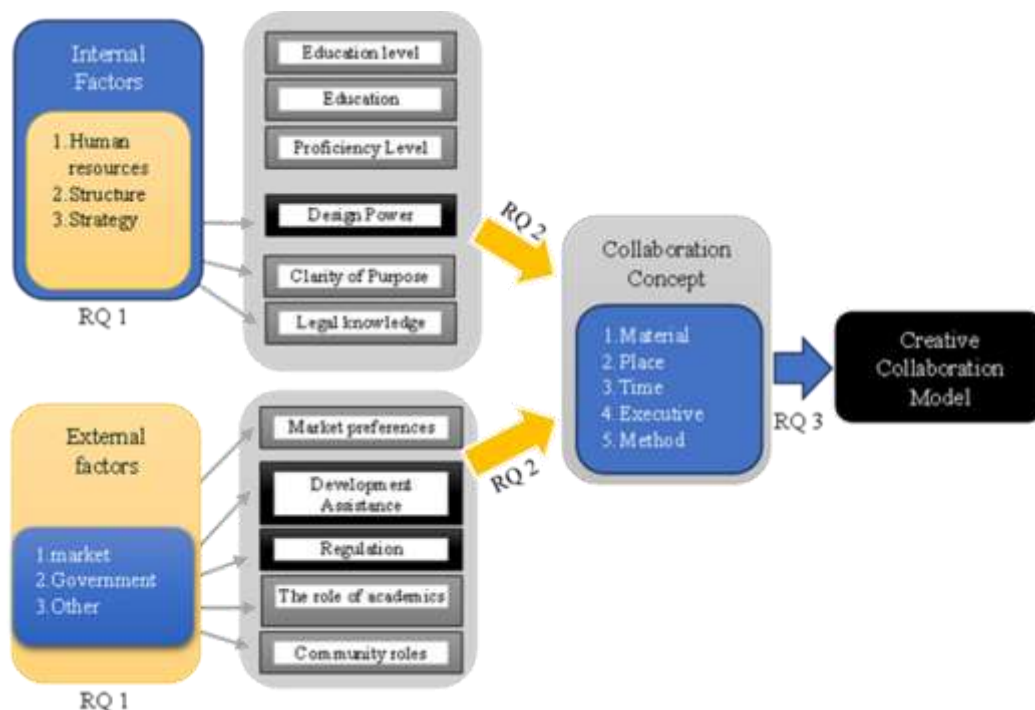 Internal
Factors
1. Human
resources
2. Structure
3. Strategy
RQ 1
Education level
Education
Proficiency Level
Design Power
Clarity of Purpose
Legal knowledge
RQ 2
External
factors
1. market
2. Government
3. Other
RQ 1
Market preferences
Development
Assistance
Regulation
The role of academics
Community roles
RQ 2
Collaboration
Concept
1. Material
2. Place
3. Time
4. Executive
5. Method
RQ 3
Creative
Collaboration
Model